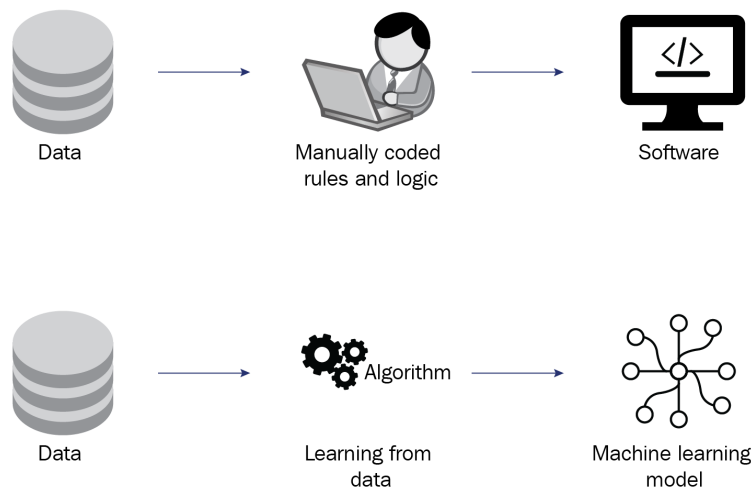 </>
Data
Manually coded
rules and logic
Software
Algorithm
Data
Learning from
data
Machine learning
model